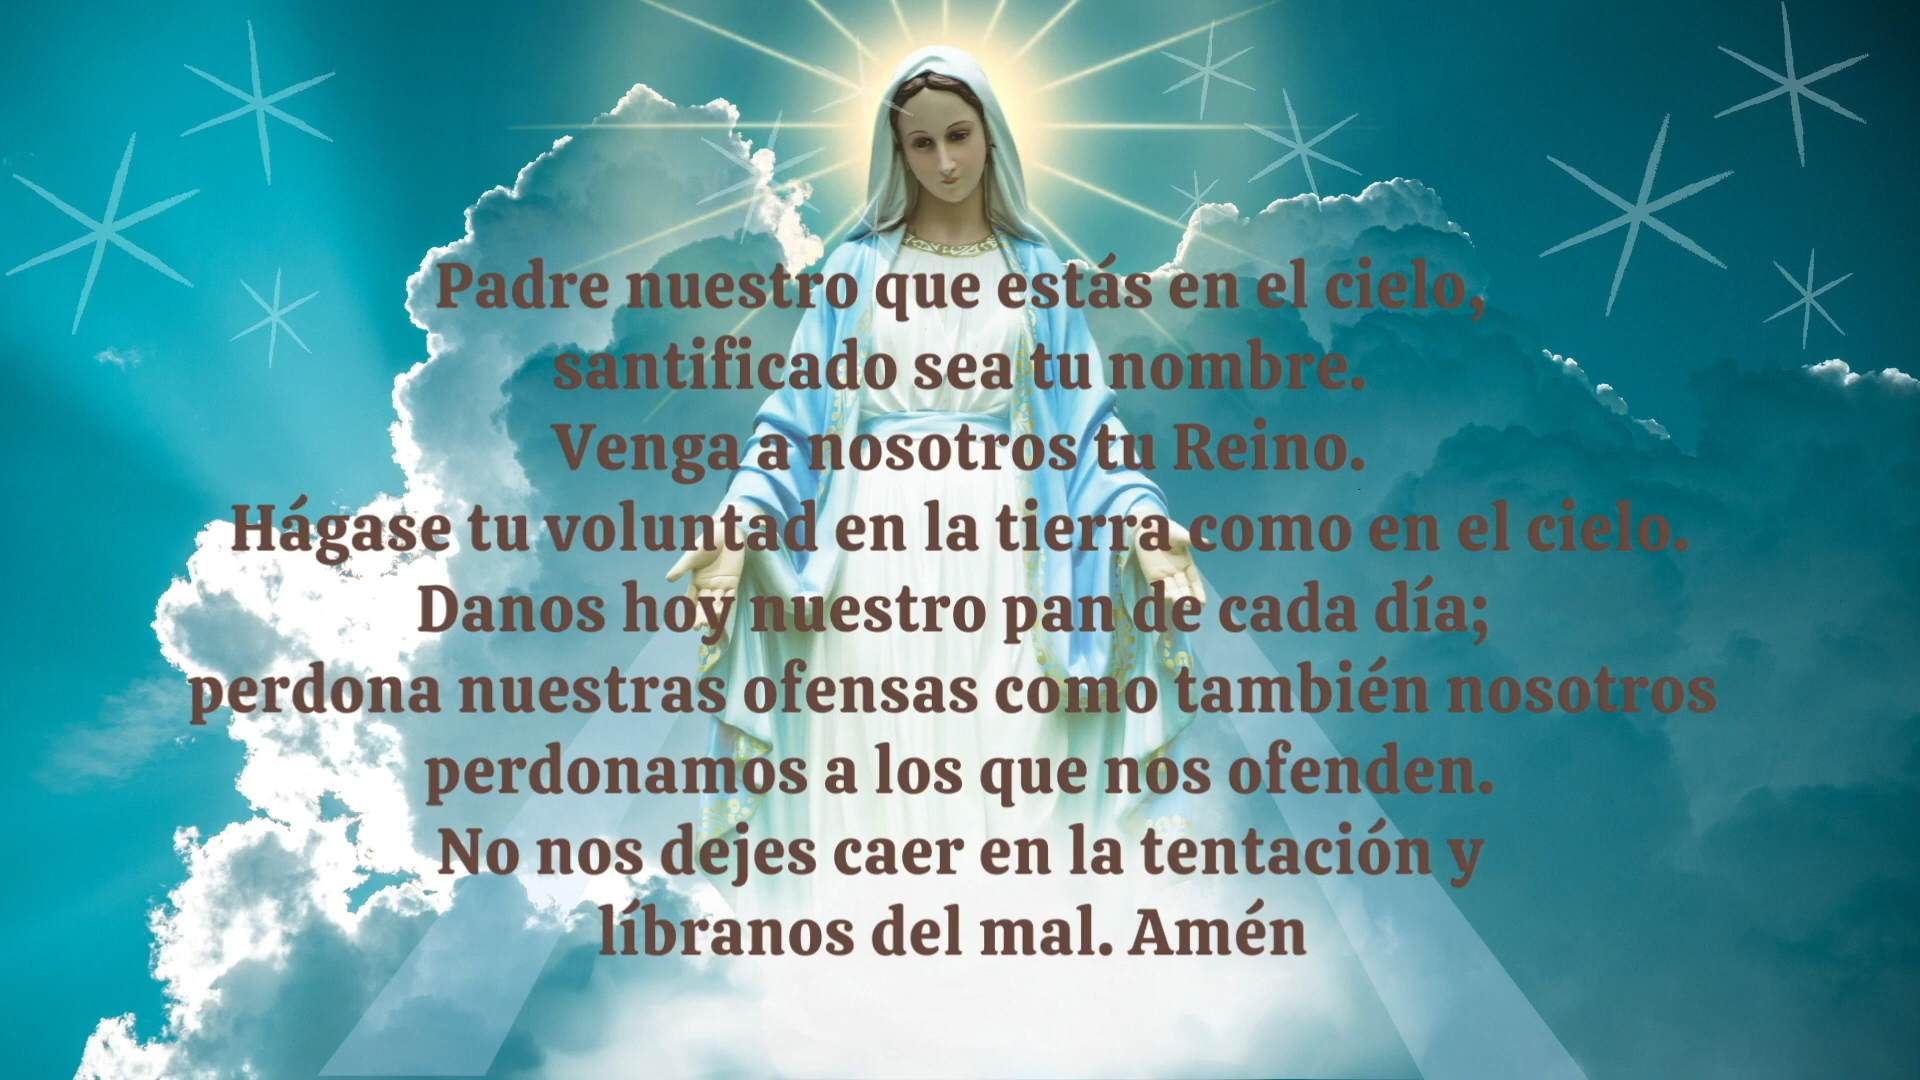 Padre nuestro que estás en el cielo,
santificado sea tu nombre.
Venga a nosotros tu Reino.
Hágase tu voluntad en la tierra como en el cielo.
Danos hoy nuestro pan de cada día;
perdona nuestras ofensas como también nosotros
perdonamos a los que nos ofenden.
No nos dejes caer en la tentación y
líbranos del mal. Amén